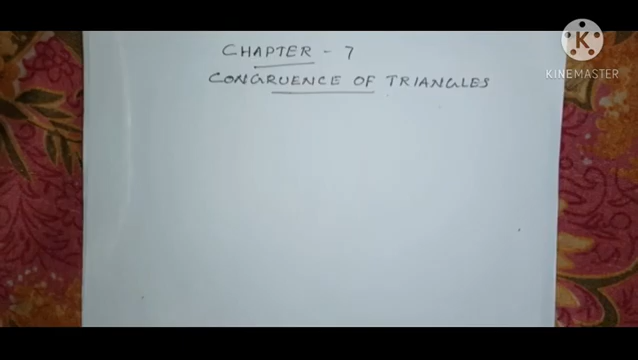 CHAPTER - 7
CONGRUENCE OF TRIANGLES
K
KINEMASTER